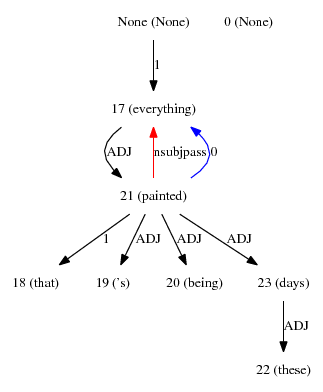 None (None) 0 (None)
1
17 (everything)
ADJ nsubjpass 0
21 (painted)
1 ADJ ADJ ADJ
18 (that) 19 ('s) 20 (being) 23 (days)
ADJ
22 (these)